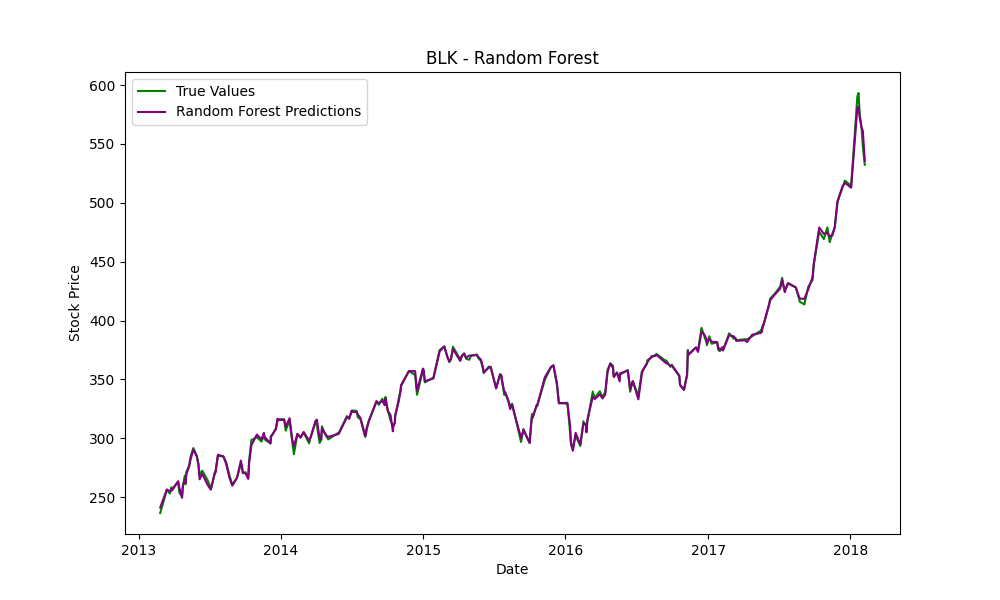 BLK - Random Forest
True Values
Random Forest Predictions
600
550
500
450
400
350
300
250
Stock Price
2013 2014 2015 2016 2017 2018
Date